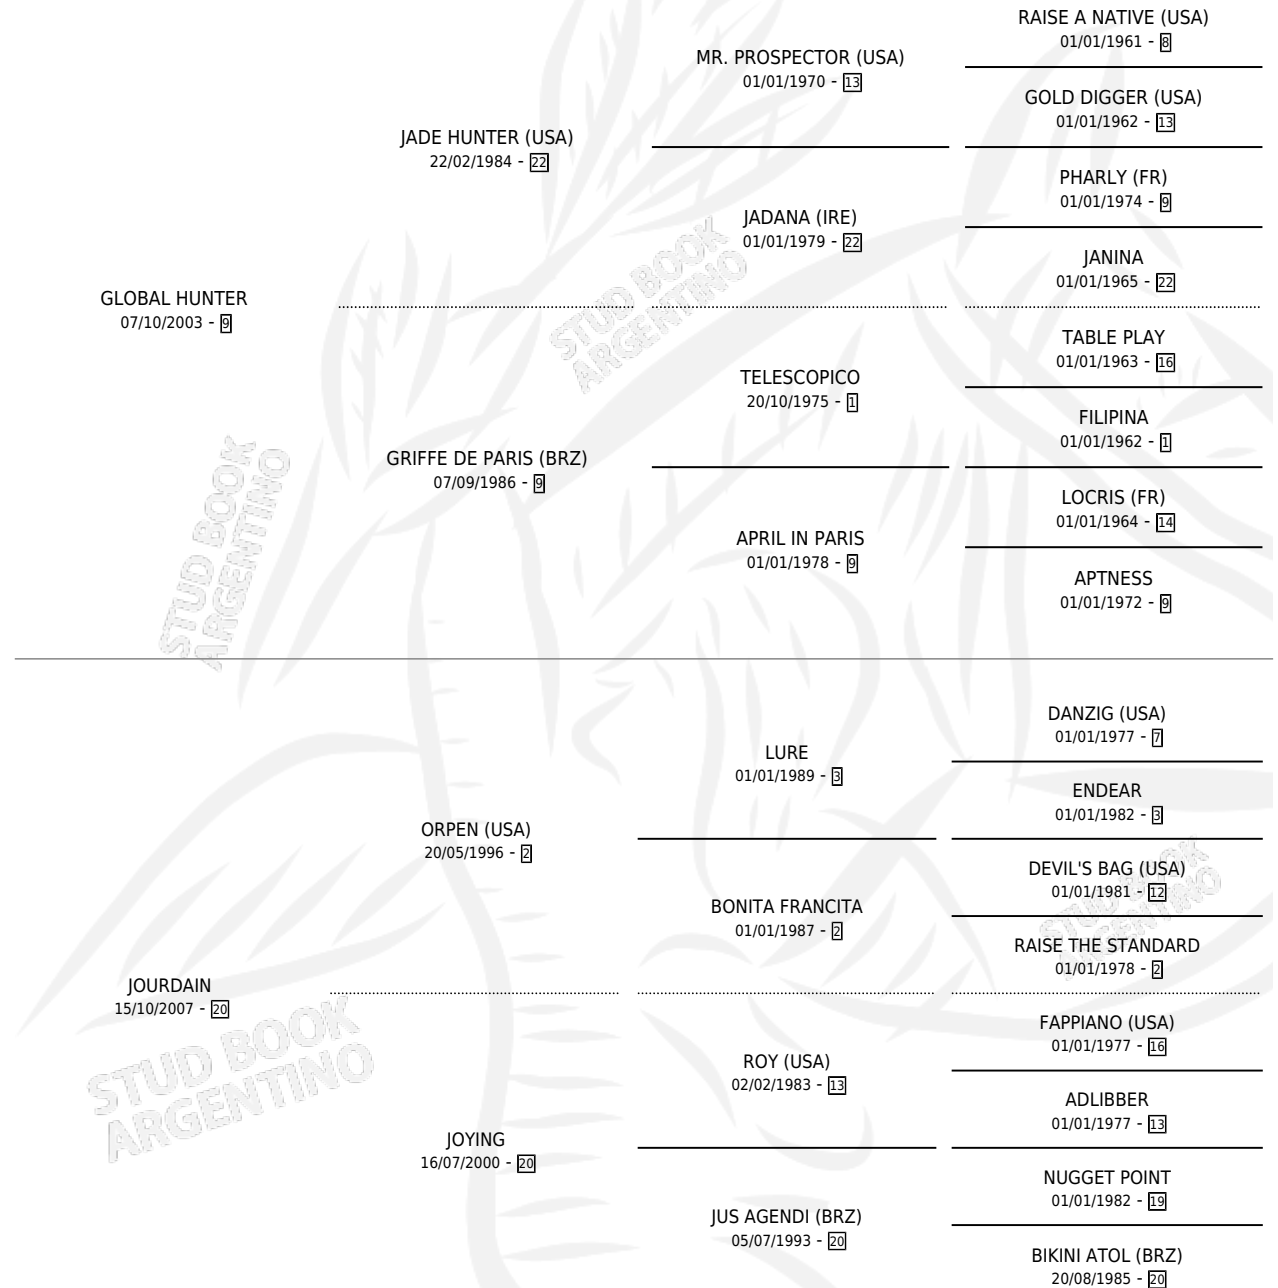 RAISE A NATIVE (USA)
01/01/1961 - 8
MR. PROSPECTOR (USA)
01/01/1970 - 13
GOLD DIGGER (USA)
01/01/1962 - 13
JADE HUNTER (USA)
22/02/1984 - 22
PHARLY (FR)
01/01/1974 - 9
JADANA (IRE)
01/01/1979 - 22
JANINA
01/01/1965 - 22
GLOBAL HUNTER
07/10/2003 - 9
STUD BOOK
ARGENTINO
TABLE PLAY
01/01/1963 - 16
TELESCOPICO
20/10/1975 - 1
FILIPINA
01/01/1962 - 1
GRIFFE DE PARIS (BRZ)
07/09/1986 - 9
LOCRIS (FR)
01/01/1964 - 14
APRIL IN PARIS
01/01/1978 - 9
APTNESS
01/01/1972 - 9
STUD BOOK
ARGENTINO
DANZIG (USA)
01/01/1977 - 7
LURE
01/01/1989 - 3
ENDEAR
01/01/1982 - 3
ORPEN (USA)
20/05/1996 - 2
DEVIL'S BAG (USA)
01/01/1981 - 12
STUD BOOK
ARGENTINO
BONITA FRANCITA
01/01/1987 - 2
RAISE THE STANDARD
01/01/1978 - 2
JOURDAIN
15/10/2007 - 20
STUD BOOK
ARGENTINO
FAPPIANO (USA)
01/01/1977 - 16
ROY (USA)
02/02/1983 - 13
ADLIBBER
01/01/1977 - 13
JOYING
16/07/2000 - 20
NUGGET POINT
01/01/1982 - 19
JUS AGENDI (BRZ)
05/07/1993 - 20
BIKINI ATOL (BRZ)
20/08/1985 - 20